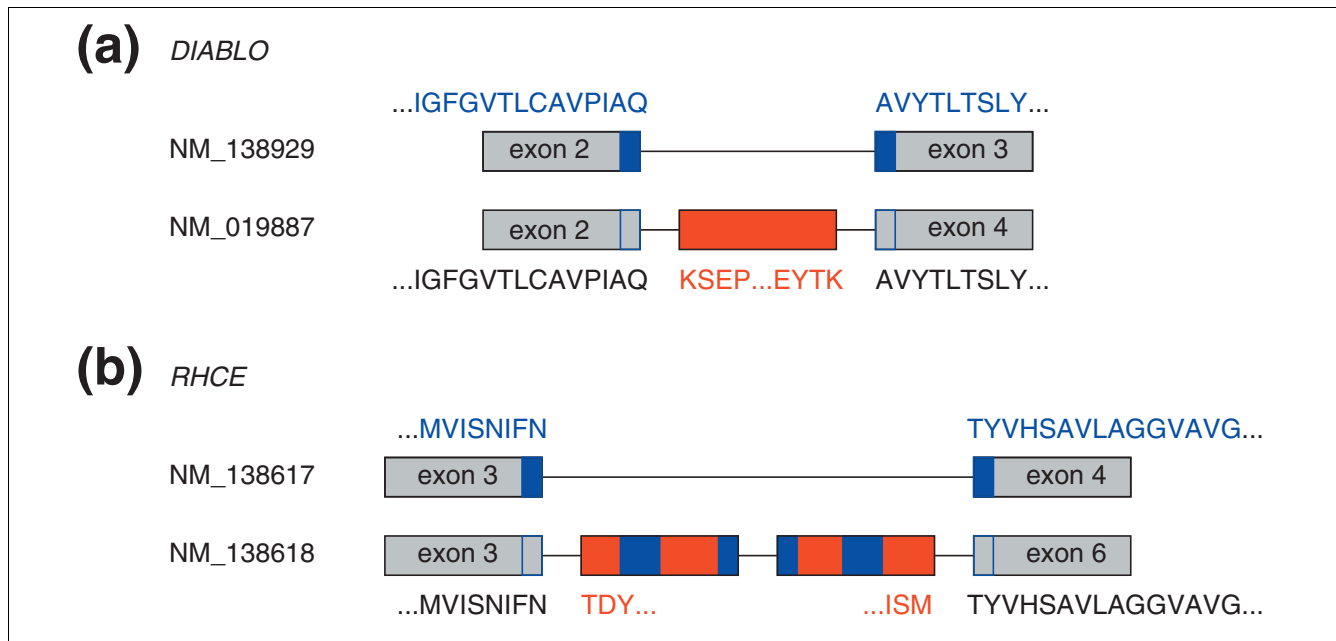 (a) DIABLO
...IGFGVTLCAVPIAQ AVYTLTSLY...
NM_138929 exon 2 exon 3
NM_019887 exon 2 exon 4
...IGFGVTLCAVPIAQ KSEP...EYTK AVYTLTSLY...
(b) RHCE
...MVISNIFN TYVHSAVLAGGVAVG...
NM_138617 exon 3 exon 4
NM_138618 exon 3 exon 6
...MVISNIFN TDY... ...ISM TYVHSAVLAGGVAVG...